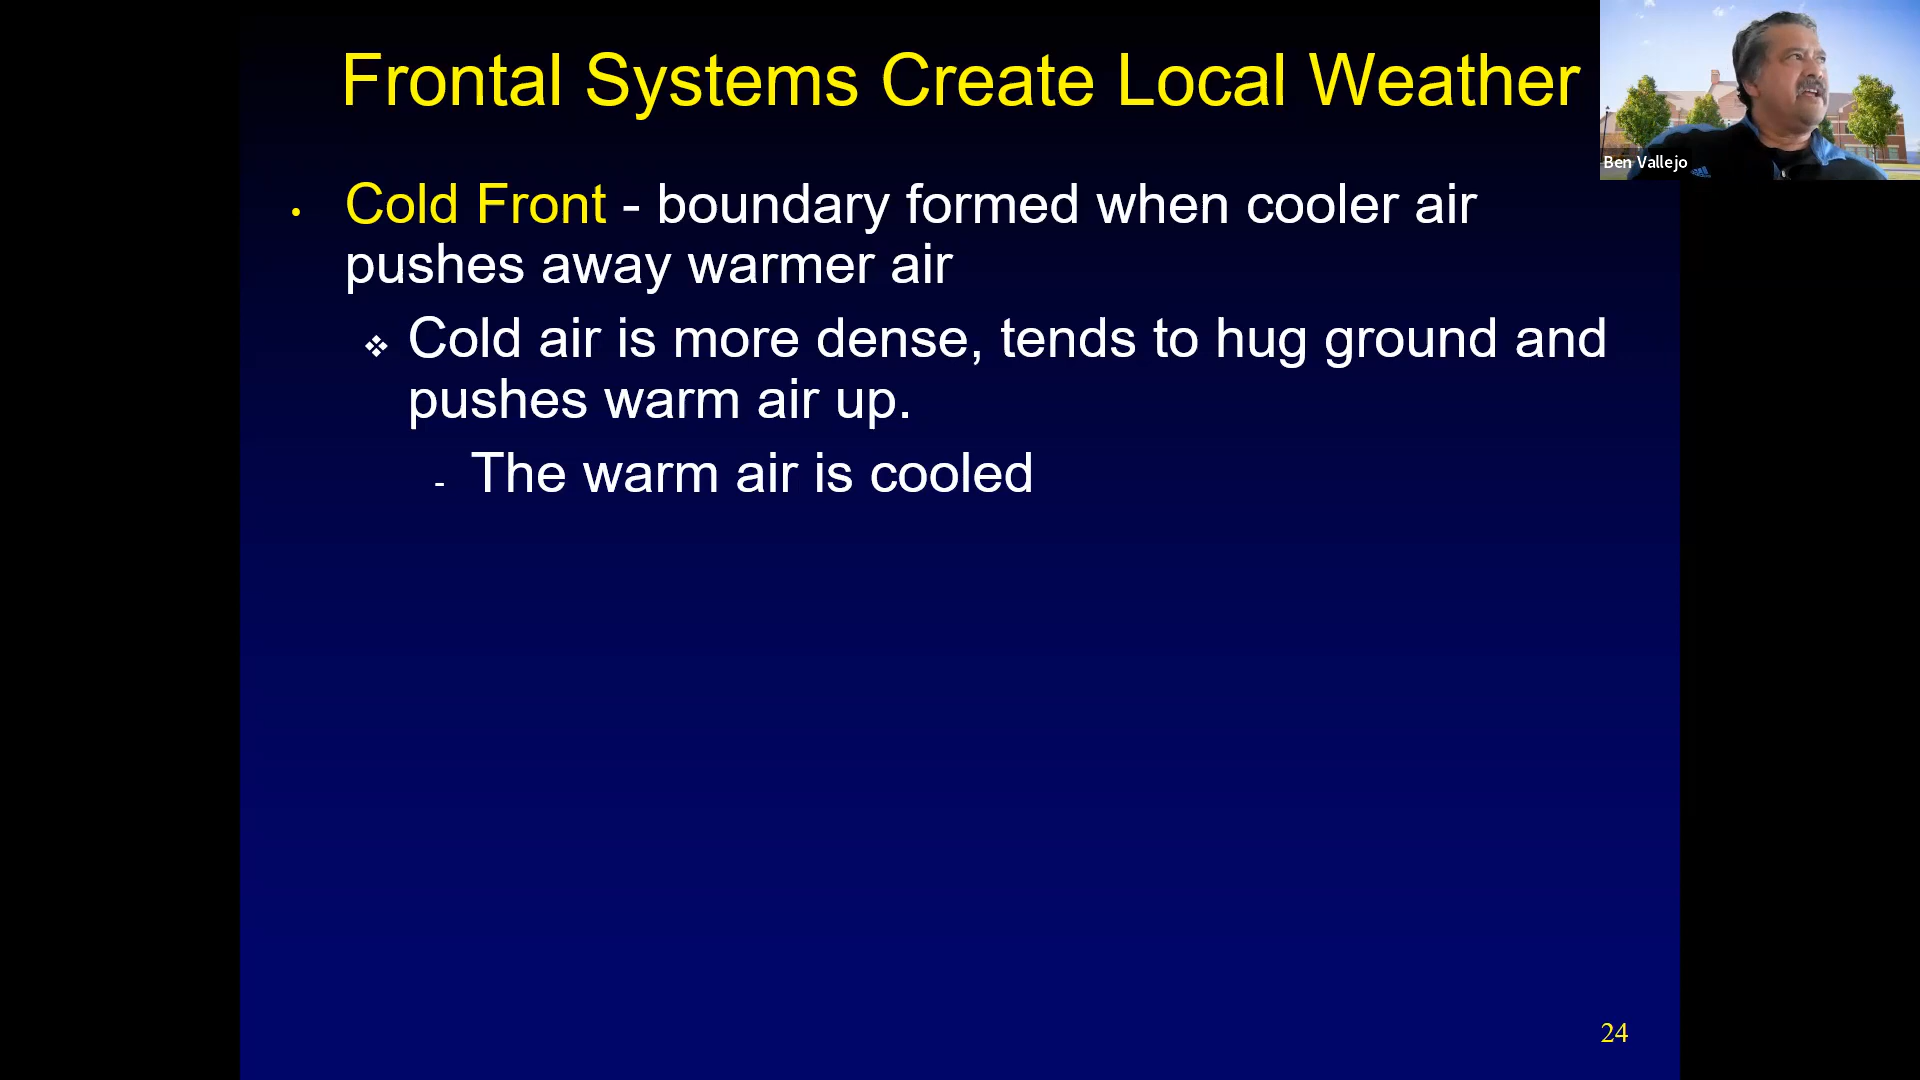 Frontal Systems Create Local Weather
Ben Vallejo
• Cold Front - boundary formed when cooler air
pushes away warmer air
❖ Cold air is more dense, tends to hug ground and
pushes warm air up.
- The warm air is cooled
24